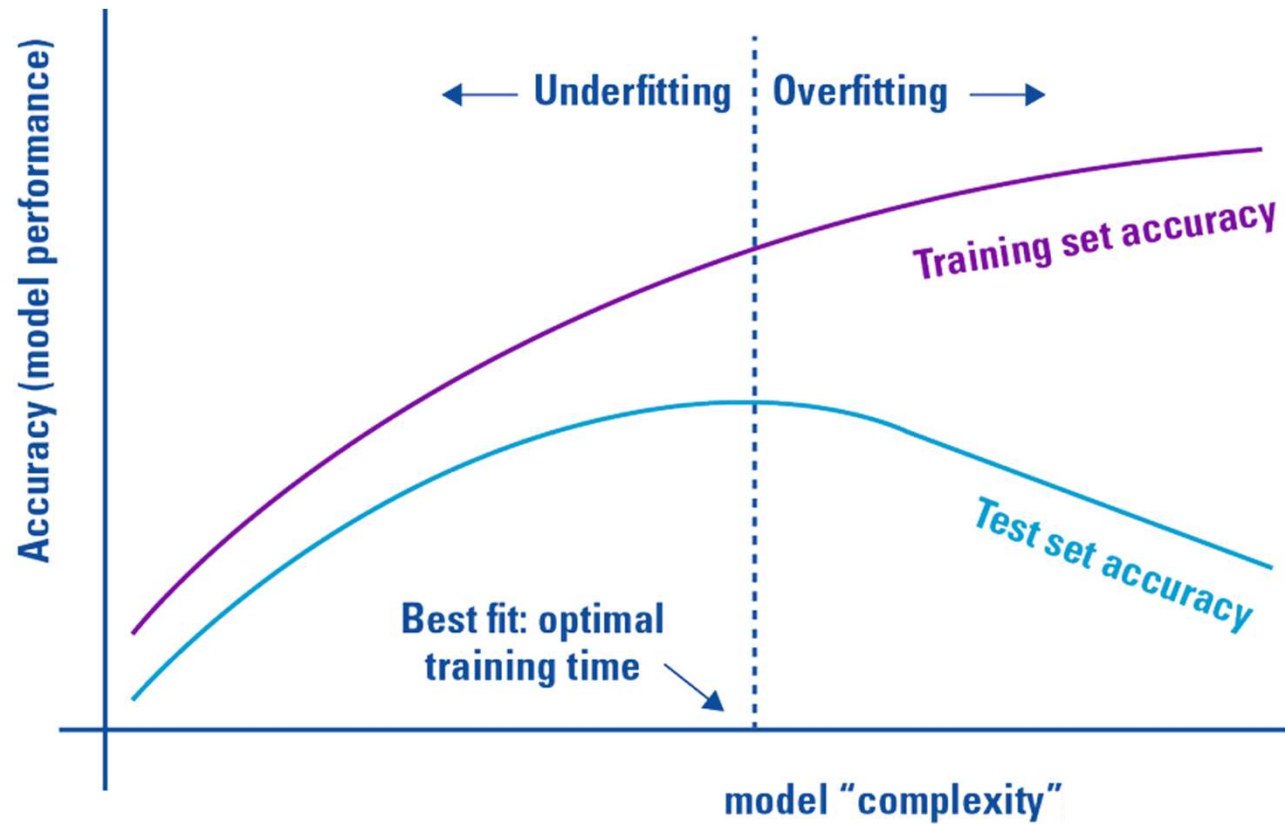 Accuracy (model performance)
Underfitting
Overfitting
Training set accuracy
Test set accuracy
Best fit: optimal
training time
model “complexity”